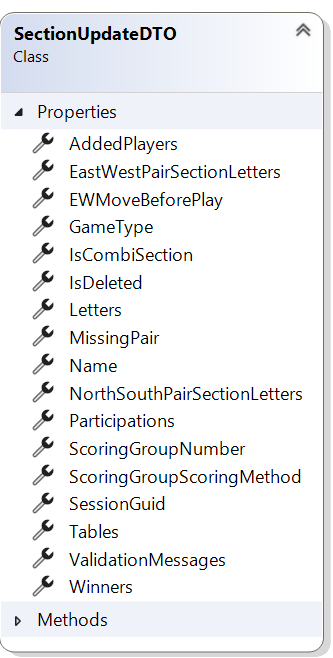 SectionUpdateDTO
Class
Properties
AddedPlayers
EastWestPairSectionLetters
EWMoveBeforePlay
GameType
IsCombiSection
IsDeleted
Letters
MissingPair
Name
NorthSouthPairSectionLetters
Participations
ScoringGroupNumber
ScoringGroupScoringMethod
SessionGuid
Tables
ValidationMessages
Winners
Methods